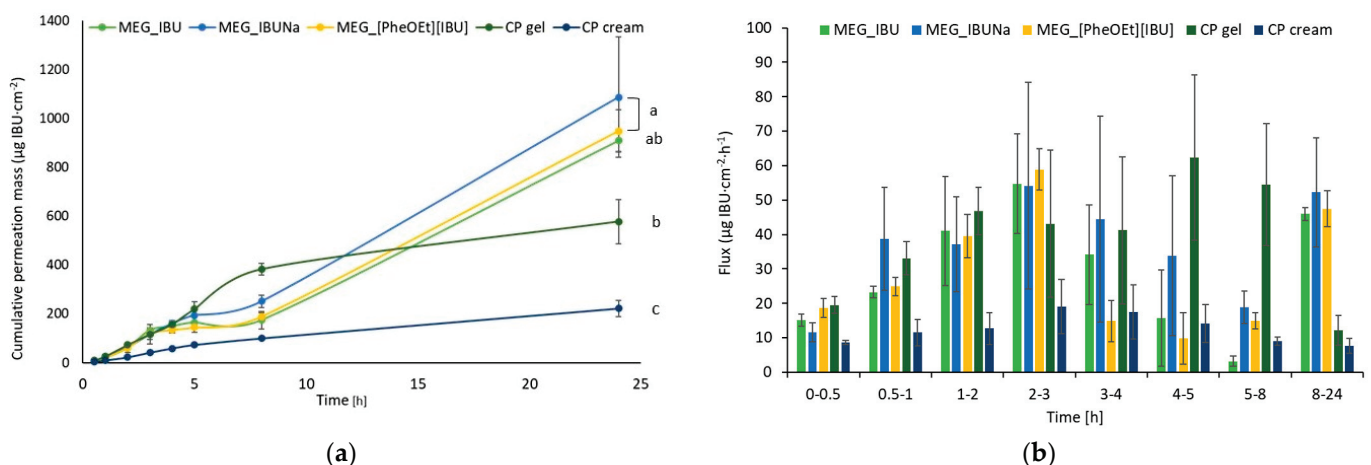 1400
MEG_IBU MEG_IBUNa MEG_[PheOEt][IBU] CP gel CP cream
1200
1000
800
600
400
200
0
a
ab
b
c
0 5 10 15 20 25
Time [h]
Cumulative permeation mass (µg IBU·cm⁻²)
(a)
MEG_IBU MEG_IBUNa MEG_[PheOEt][IBU] CP gel CP cream
100
90
80
70
60
50
40
30
20
10
0
0-0.5 0.5-1 1-2 2-3 3-4 4-5 5-8 8-24
Time [h]
Flux (µg IBU·cm⁻²·h⁻¹)
(b)